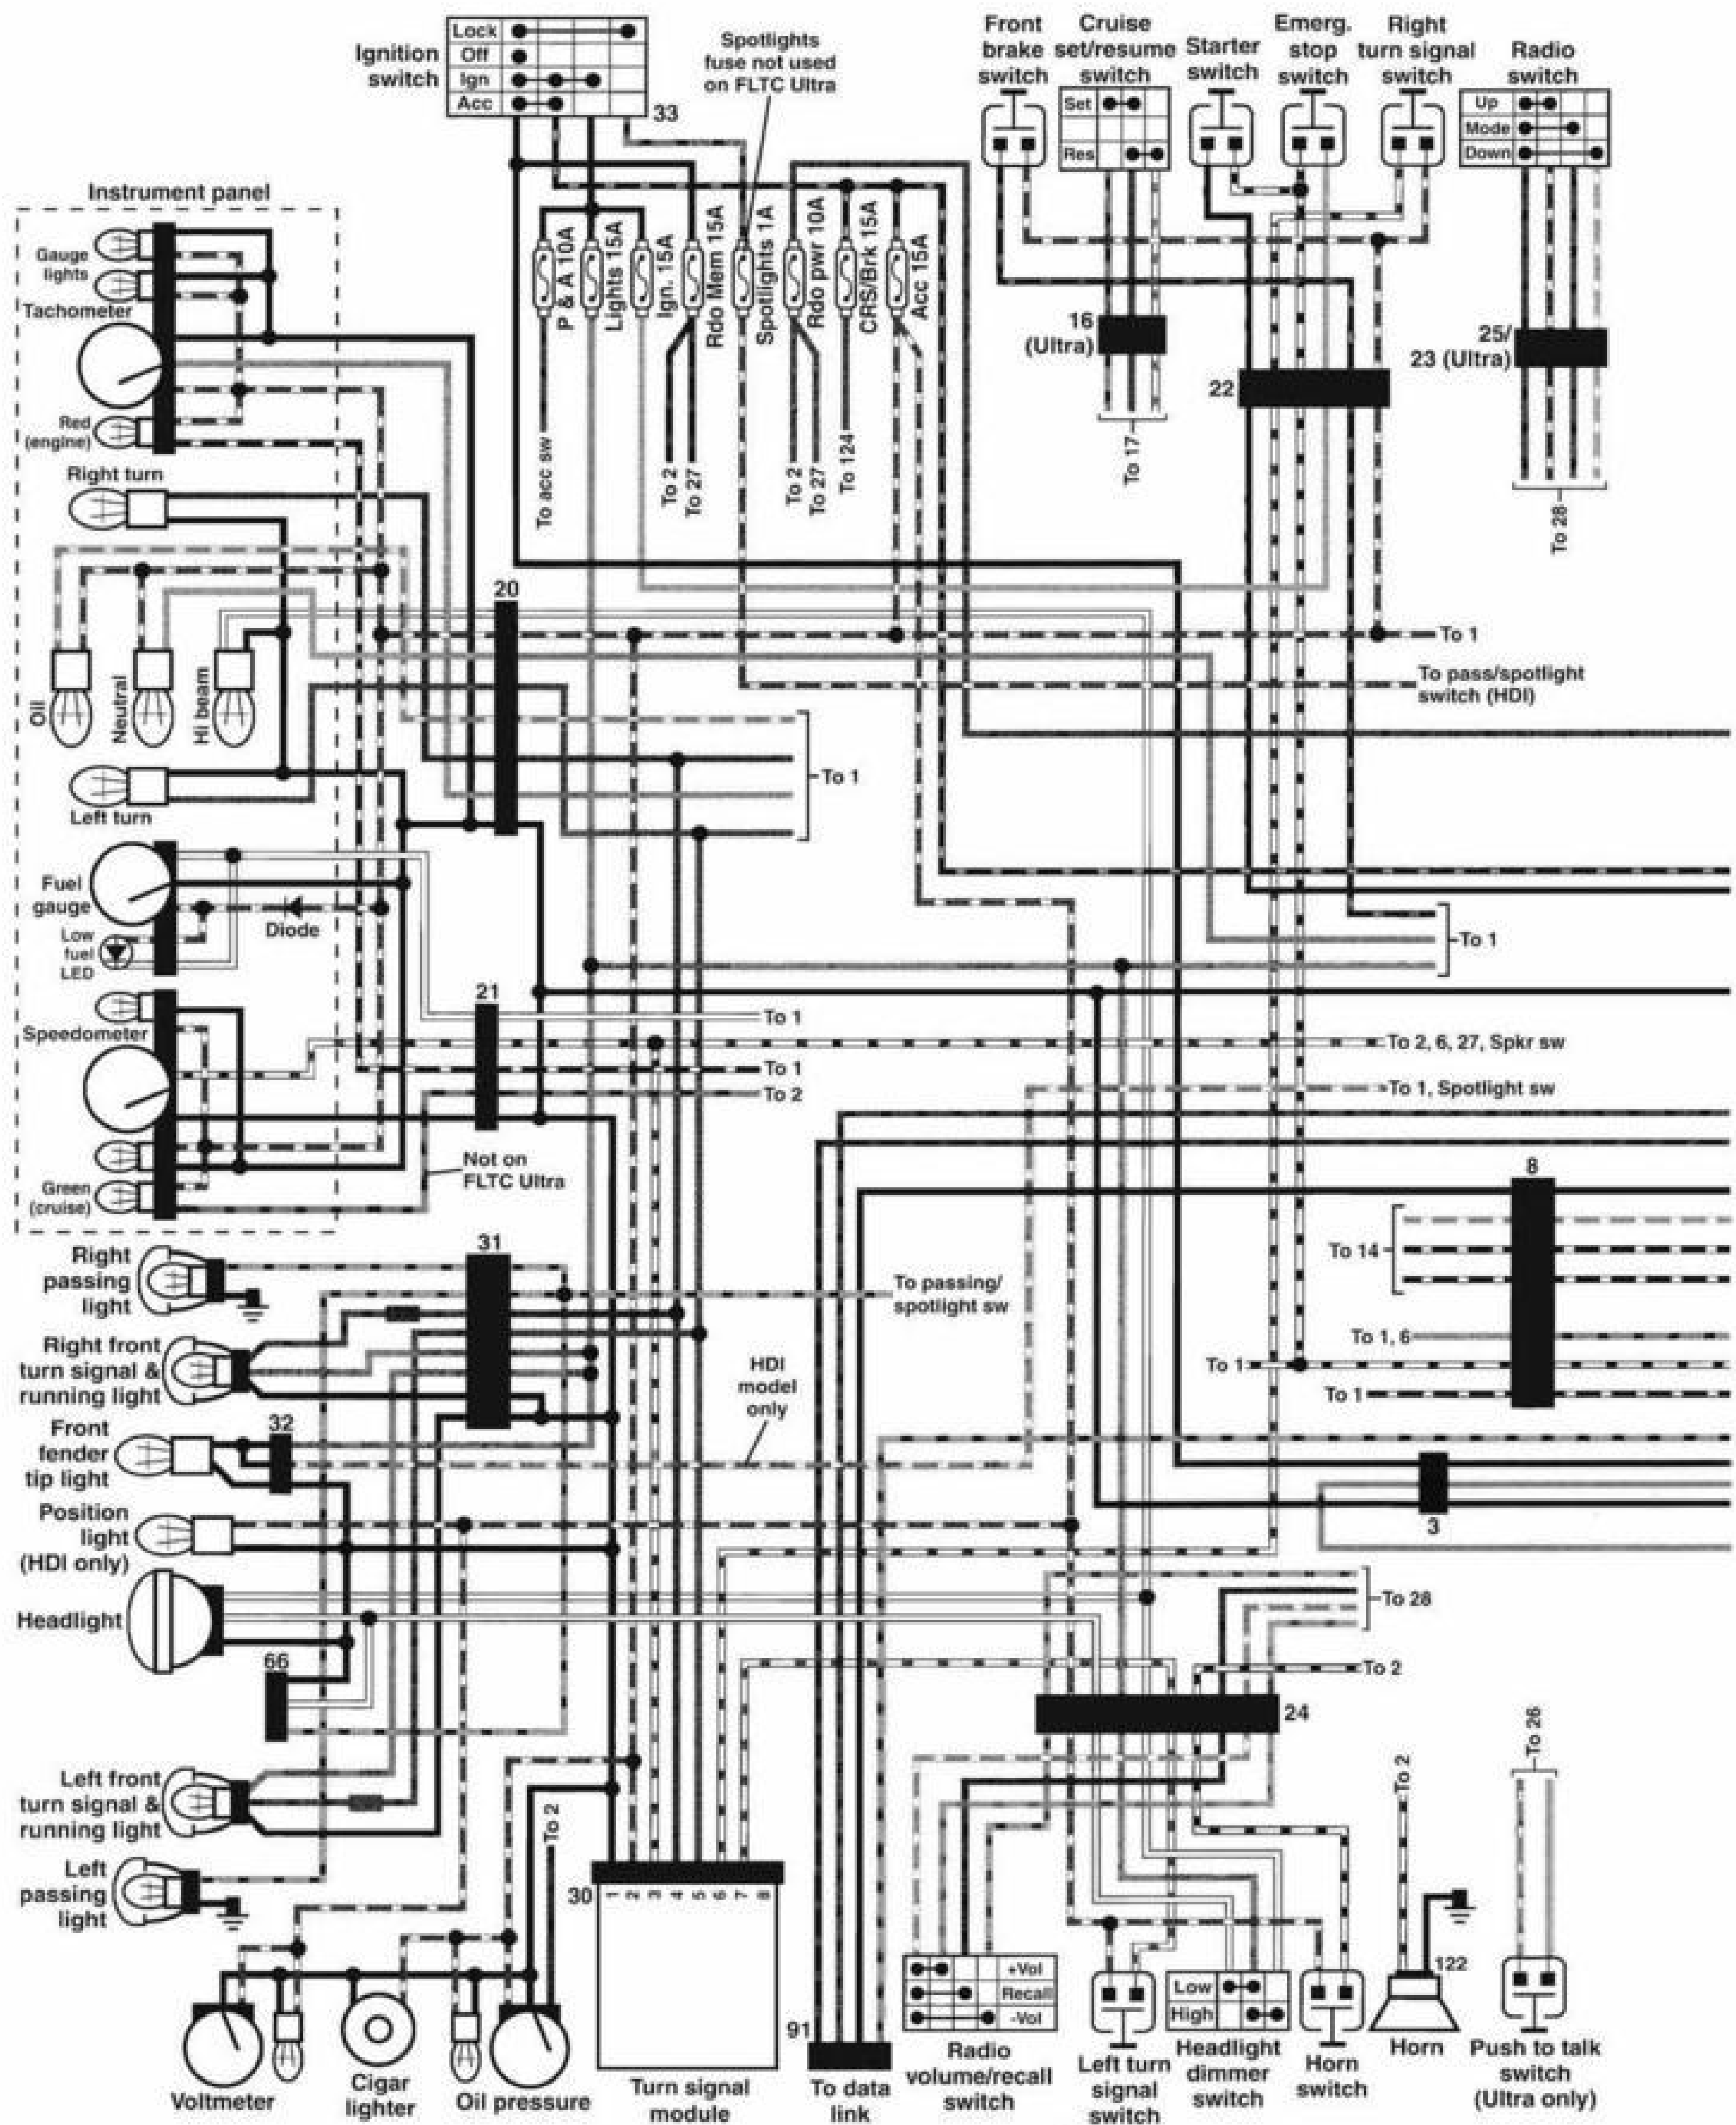 Ignition
switch
Lock
Off
Ign
Acc
33
Spotlights
fuse not used
on FLTC Ultra
Front
brake
switch
Cruise
set/resume
switch
Set
Res
Starter
switch
Emerg.
stop
switch
Right
turn signal
switch
Radio
switch
Up
Mode
Down
P & A 10A
Lights 15A
Ign. 15A
Rdo Mem 15A
Spotlights 1A
Rdo pwr 10A
CRS/Brk 15A
Acc 15A
To acc sw
To 2
To 27
To 2
To 27
To 124
16
(Ultra)
To 17
22
25/
23 (Ultra)
To 28
Instrument panel
Gauge
lights
Tachometer
Red
(engine)
Right turn
Oil
Neutral
Hi beam
Left turn
Fuel
gauge
Low
fuel
LED
Diode
Speedometer
Green
(cruise)
20
To 1
To pass/spotlight
switch (HDI)
To 1
To 1
21
To 1
To 2, 6, 27, Spkr sw
To 1
To 2
To 1, Spotlight sw
Not on
FLTC Ultra
8
To 14
To 1, 6
To 1
To 1
Right
passing
light
31
To passing/
spotlight sw
Right front
turn signal &
running light
HDI
model
only
Front
fender
tip light
32
3
Position
light
(HDI only)
Headlight
66
To 28
To 2
24
Left front
turn signal &
running light
To 2
To 2
To 26
Left
passing
light
30
1
2
3
4
5
6
7
8
91
+Vol
Recall
-Vol
Low
High
122
Voltmeter
Cigar
lighter
Oil pressure
Turn signal
module
To data
link
Radio
volume/recall
switch
Left turn
signal
switch
Headlight
dimmer
switch
Horn
switch
Horn
Push to talk
switch
(Ultra only)